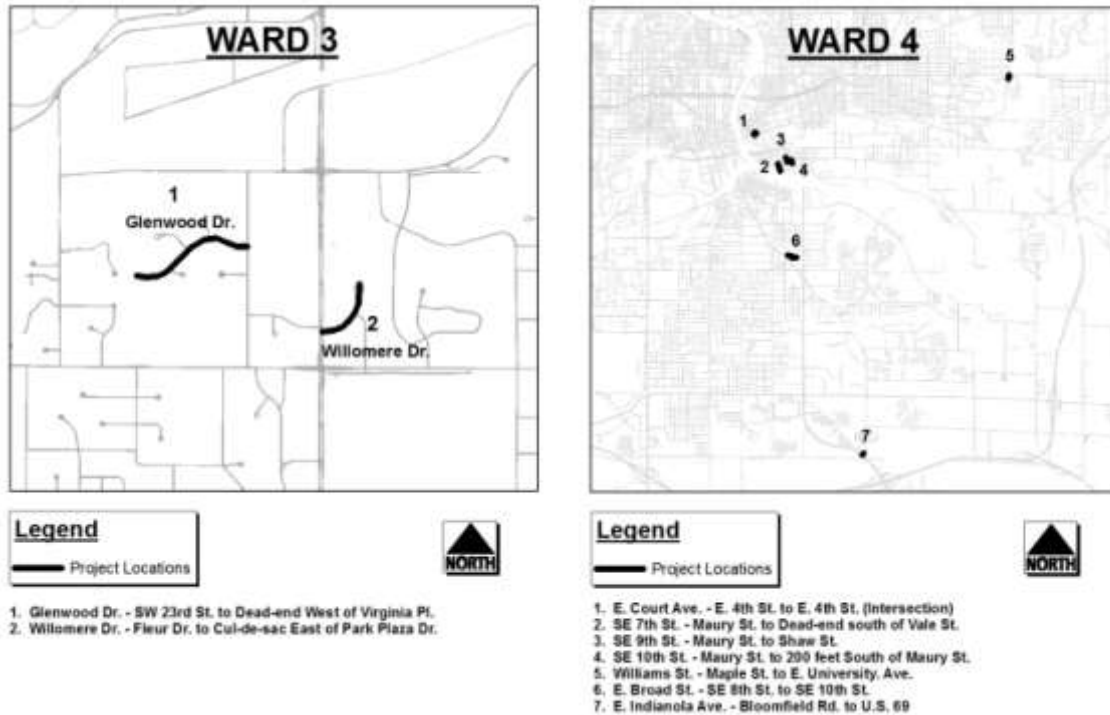 WARD 3
1
Glenwood Dr.
2
Willomere Dr.
Legend
Project Locations
NORTH
1. Glenwood Dr. - SW 23rd St. to Dead-end West of Virginia Pl.
2. Willomere Dr. - Fleur Dr. to Cul-de-sac East of Park Plaza Dr.
WARD 4
5
1
3
2
4
6
7
Legend
Project Locations
NORTH
1. E. Court Ave. - E. 4th St. to E. 4th St. (Intersection)
2. SE 7th St. - Maury St. to Dead-end south of Vale St.
3. SE 9th St. - Maury St. to Shaw St.
4. SE 10th St. - Maury St. to 200 feet South of Maury St.
5. Williams St. - Maple St. to E. University. Ave.
6. E. Broad St. - SE 8th St. to SE 10th St.
7. E. Indianola Ave. - Bloomfield Rd. to U.S. 69